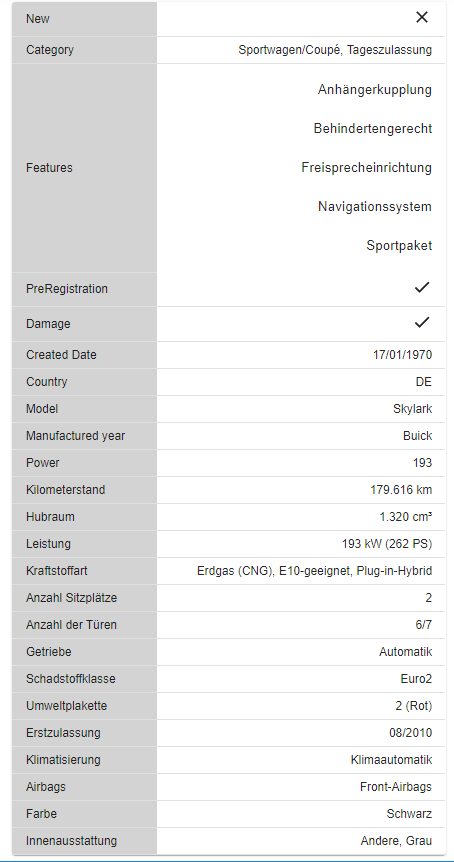 New
Category Sportwagen/Coupé, Tageszulassung
Anhängerkupplung
Behindertengerecht
Features Freisprecheinrichtung
Navigationssystem
Sportpaket
PreRegistration
Damage
Created Date 17/01/1970
Country DE
Model Skylark
Manufactured year Buick
Power 193
Kilometerstand 179.616 km
Hubraum 1.320 cm³
Leistung 193 kW (262 PS)
Kraftstoffart Erdgas (CNG), E10-geeignet, Plug-in-Hybrid
Anzahl Sitzplätze 2
Anzahl der Türen 6/7
Getriebe Automatik
Schadstoffklasse Euro2
Umweltplakette 2 (Rot)
Erstzulassung 08/2010
Klimatisierung Klimaautomatik
Airbags Front-Airbags
Farbe Schwarz
Innenausstattung Andere, Grau